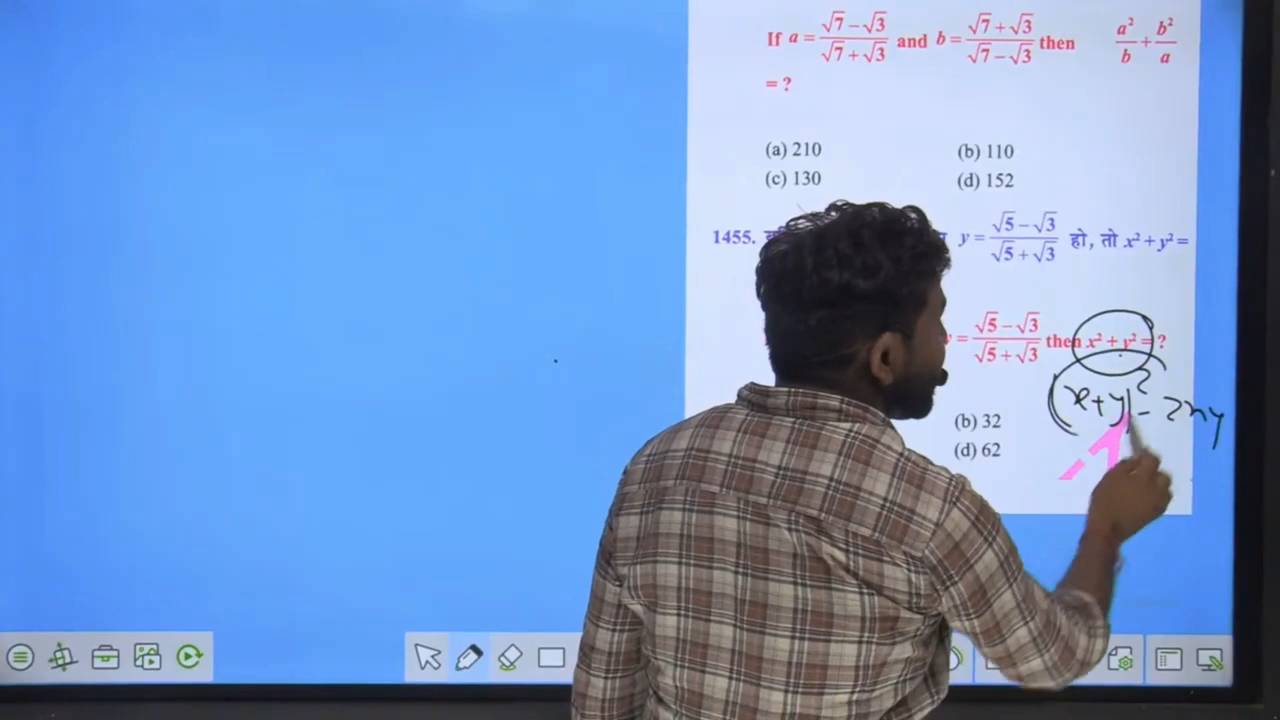 If a = (√7 − √3)/(√7 + √3) and b = (√7 + √3)/(√7 − √3) then a²/b + b²/a
= ?
(a) 210 (b) 110
(c) 130 (d) 152
1455. y = (√5 − √3)/(√5 + √3) हो, तो x² + y² =
= (√5 − √3)/(√5 + √3) then x² + y² = ?
(x+y)² - 2xy
(b) 32
(d) 62